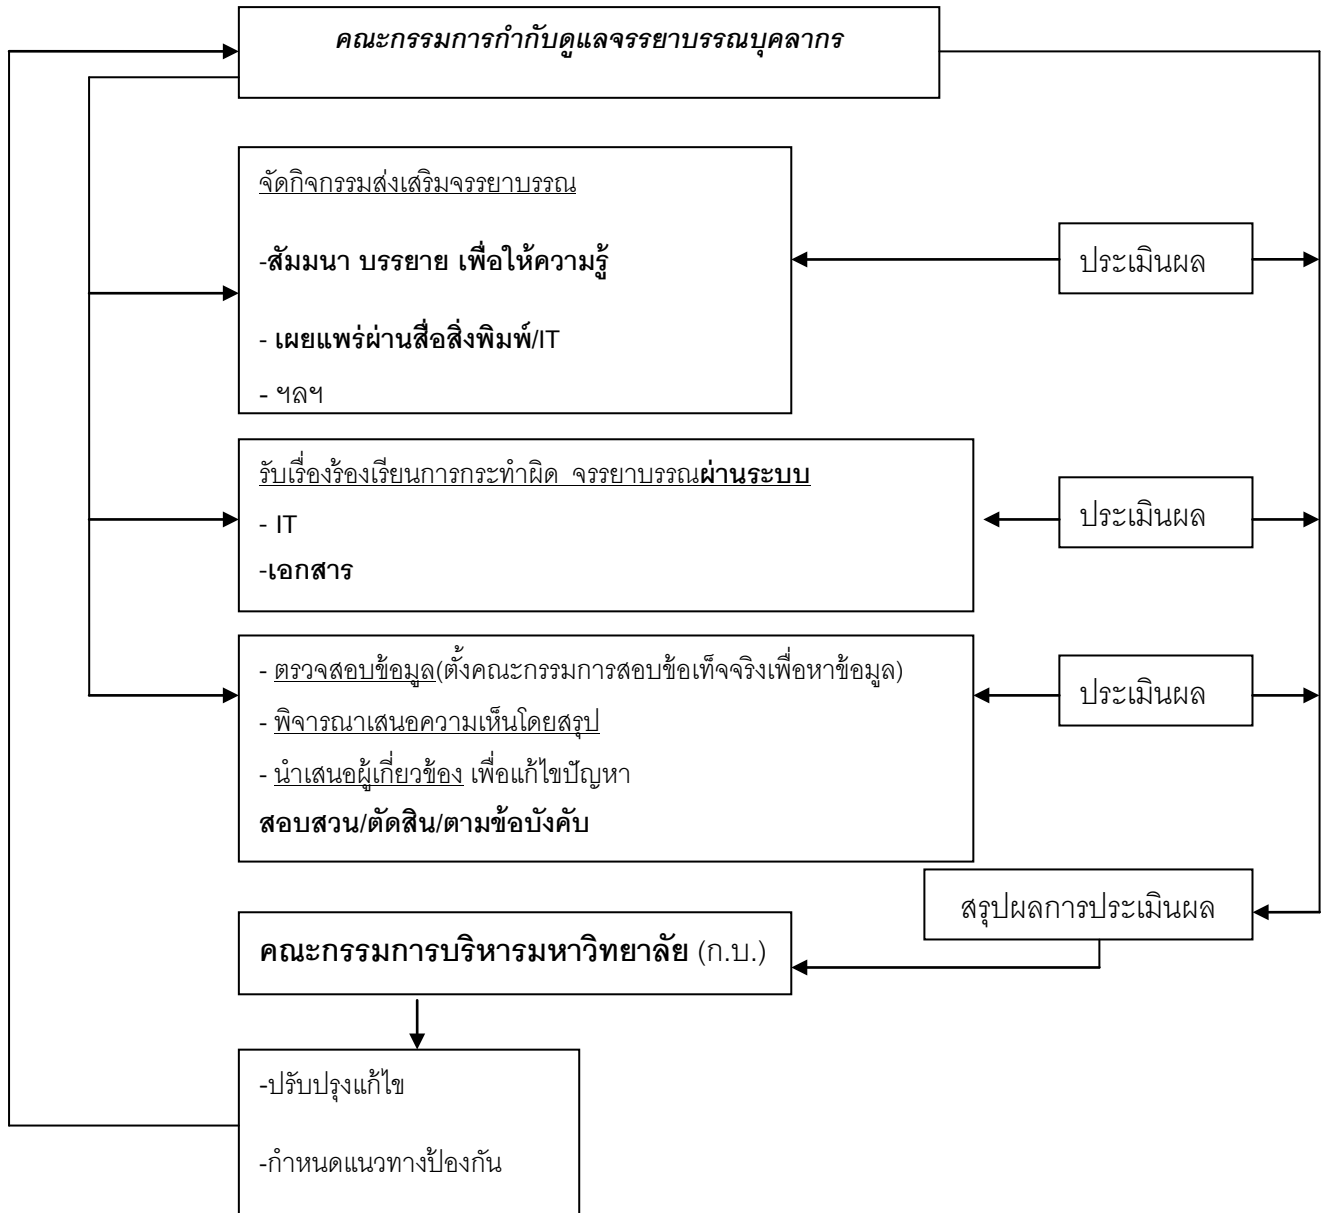 คณะกรรมการกำกับดูแลจรรยาบรรณบุคลากร
จัดกิจกรรมส่งเสริมจรรยาบรรณ
-สัมมนา บรรยาย เพื่อให้ความรู้
- เผยแพร่ผ่านสื่อสิ่งพิมพ์/IT
- ฯลฯ
ประเมินผล
รับเรื่องร้องเรียนการกระทำผิด จรรยาบรรณผ่านระบบ
- IT
-เอกสาร
ประเมินผล
- ตรวจสอบข้อมูล(ตั้งคณะกรรมการสอบข้อเท็จจริงเพื่อหาข้อมูล)
- พิจารณาเสนอความเห็นโดยสรุป
- นำเสนอผู้เกี่ยวข้อง เพื่อแก้ไขปัญหา
สอบสวน/ตัดสิน/ตามข้อบังคับ
ประเมินผล
สรุปผลการประเมินผล
คณะกรรมการบริหารมหาวิทยาลัย (ก.บ.)
-ปรับปรุงแก้ไข
-กำหนดแนวทางป้องกัน